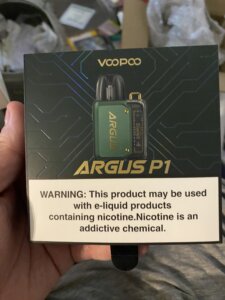 VOOPOO
ARGUS
ARGUS P1
WARNING: This product may be used
with e-liquid products
containing nicotine.Nicotine is an
addictive chemical.